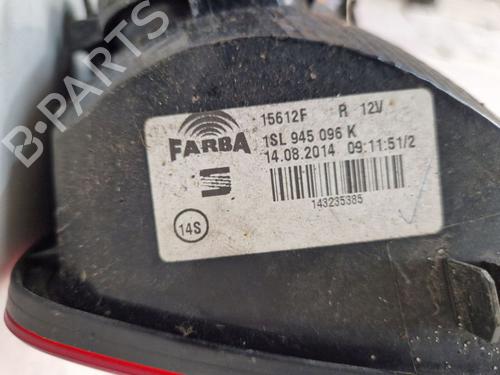 B-PARTS
FARBA
15612F R 12V
1SL 945 096 K
14.08.2014 09:11:51/2
143235385
14S